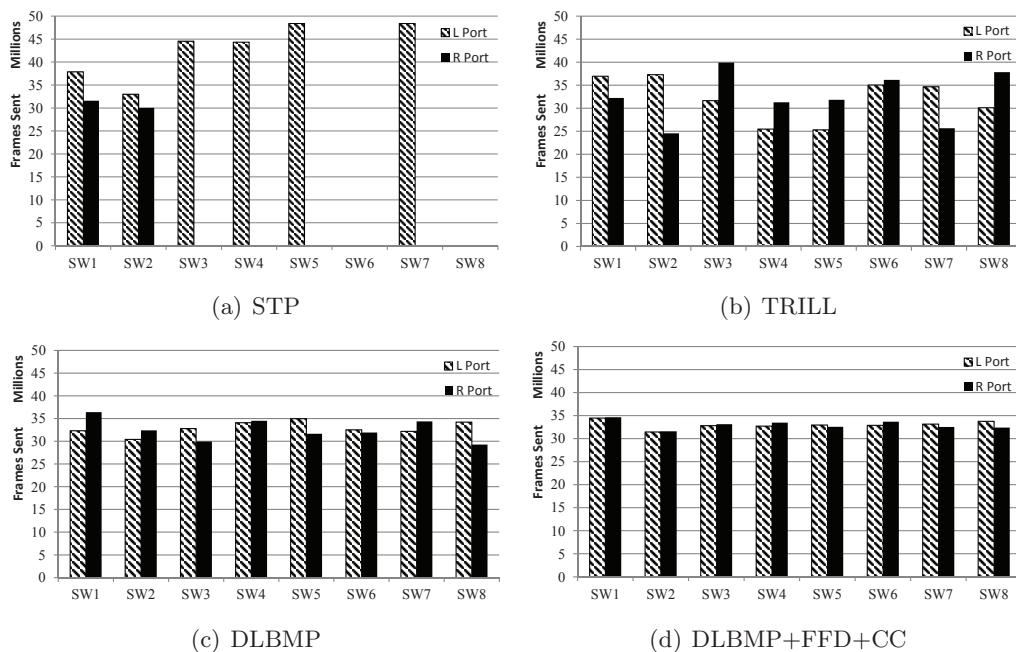 50
45
40
35
30
25
20
15
10
5
0
Frames Sent Millions
L Port
R Port
SW1 SW2 SW3 SW4 SW5 SW6 SW7 SW8
(a) STP
50
45
40
35
30
25
20
15
10
5
0
Frames Sent Millions
L Port
R Port
SW1 SW2 SW3 SW4 SW5 SW6 SW7 SW8
(b) TRILL
50
45
40
35
30
25
20
15
10
5
0
Frames Sent Millions
L Port
R Port
SW1 SW2 SW3 SW4 SW5 SW6 SW7 SW8
(c) DLBMP
50
45
40
35
30
25
20
15
10
5
0
Frames Sent Millions
L Port
R Port
SW1 SW2 SW3 SW4 SW5 SW6 SW7 SW8
(d) DLBMP+FFD+CC